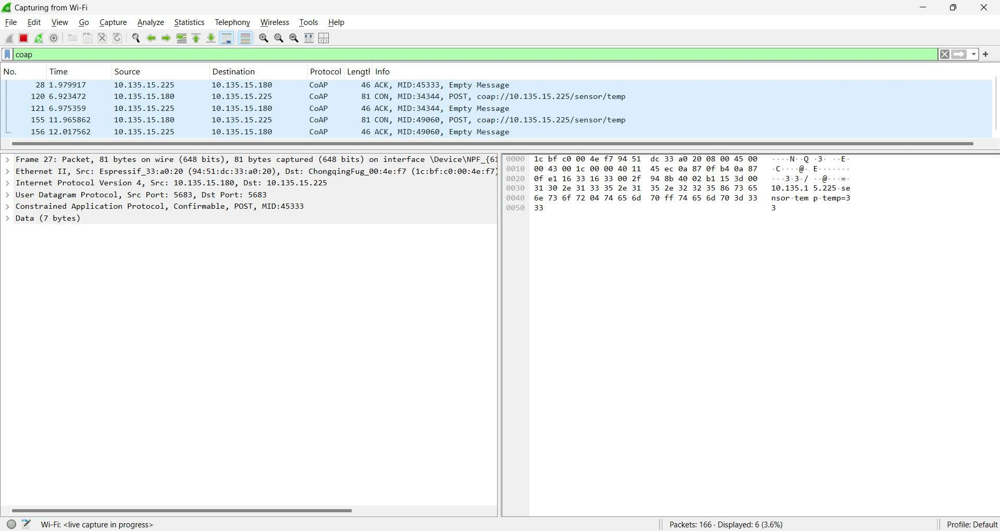 Capturing from Wi-Fi
File Edit View Go Capture Analyze Statistics Telephony Wireless Tools Help
coap
No. Time Source Destination Protocol Length Info
28 1.979917 10.135.15.225 10.135.15.180 CoAP 46 ACK, MID:45333, Empty Message
120 6.923472 10.135.15.180 10.135.15.225 CoAP 81 CON, MID:34344, POST, coap://10.135.15.225/sensor/temp
121 6.975359 10.135.15.225 10.135.15.180 CoAP 46 ACK, MID:34344, Empty Message
155 11.965862 10.135.15.180 10.135.15.225 CoAP 81 CON, MID:49060, POST, coap://10.135.15.225/sensor/temp
156 12.017562 10.135.15.225 10.135.15.180 CoAP 46 ACK, MID:49060, Empty Message
Frame 27: Packet, 81 bytes on wire (648 bits), 81 bytes captured (648 bits) on interface \Device\NPF_{61
Ethernet II, Src: Espressif_33:a0:20 (94:51:dc:33:a0:20), Dst: ChongqingFug_00:4e:f7 (1c:bf:c0:00:4e:f7)
Internet Protocol Version 4, Src: 10.135.15.180, Dst: 10.135.15.225
User Datagram Protocol, Src Port: 5683, Dst Port: 5683
Constrained Application Protocol, Confirmable, POST, MID:45333
Data (7 bytes)
0000 1c bf c0 00 4e f7 94 51 dc 33 a0 20 08 00 45 00 ····N··Q ·3· ··E·
0010 00 43 00 1c 00 00 40 11 45 ec 0a 87 0f b4 0a 87 ·C····@· E·······
0020 0f e1 16 33 16 33 00 2f 94 8b 40 02 b1 15 3d 00 ···3·3·/ ··@···=·
0030 31 30 2e 31 33 35 2e 31 35 2e 32 32 35 86 73 65 10.135.1 5.225·se
0040 6e 73 6f 72 04 74 65 6d 70 ff 74 65 6d 70 3d 33 nsor·tem p·temp=3
0050 33 3
Wi-Fi: <live capture in progress> Packets: 166 · Displayed: 6 (3.6%) Profile: Default